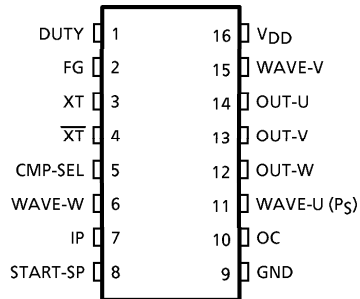 DUTY 1 16 VDD
FG 2 15 WAVE-V
XT 3 14 OUT-U
X̅T̅ 4 13 OUT-V
CMP-SEL 5 12 OUT-W
WAVE-W 6 11 WAVE-U (PS)
IP 7 10 OC
START-SP 8 9 GND